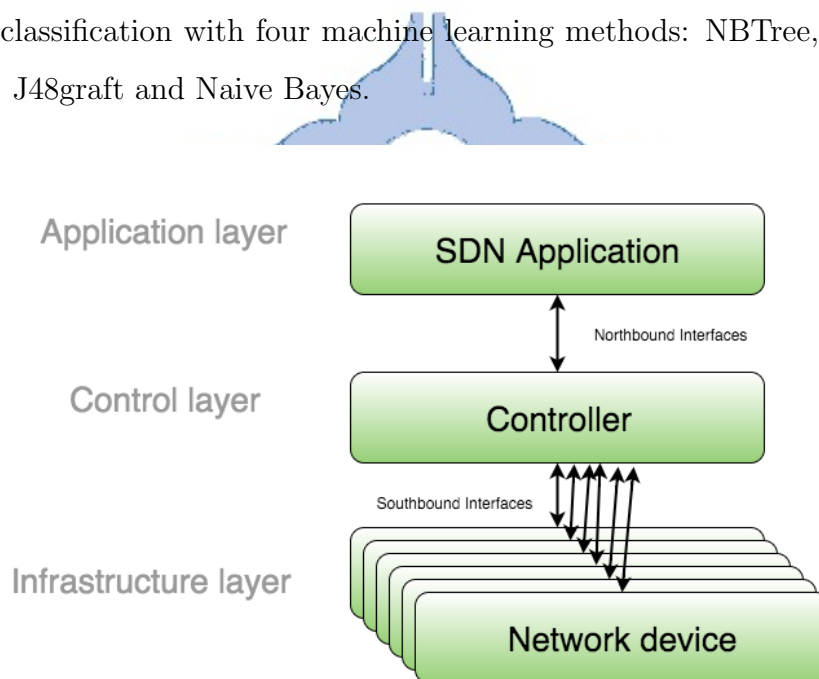 classification with four machine learning methods: NBTree,
J48graft and Naive Bayes.
Application layer
SDN Application
Northbound Interfaces
Control layer
Controller
Southbound Interfaces
Infrastructure layer
Network device